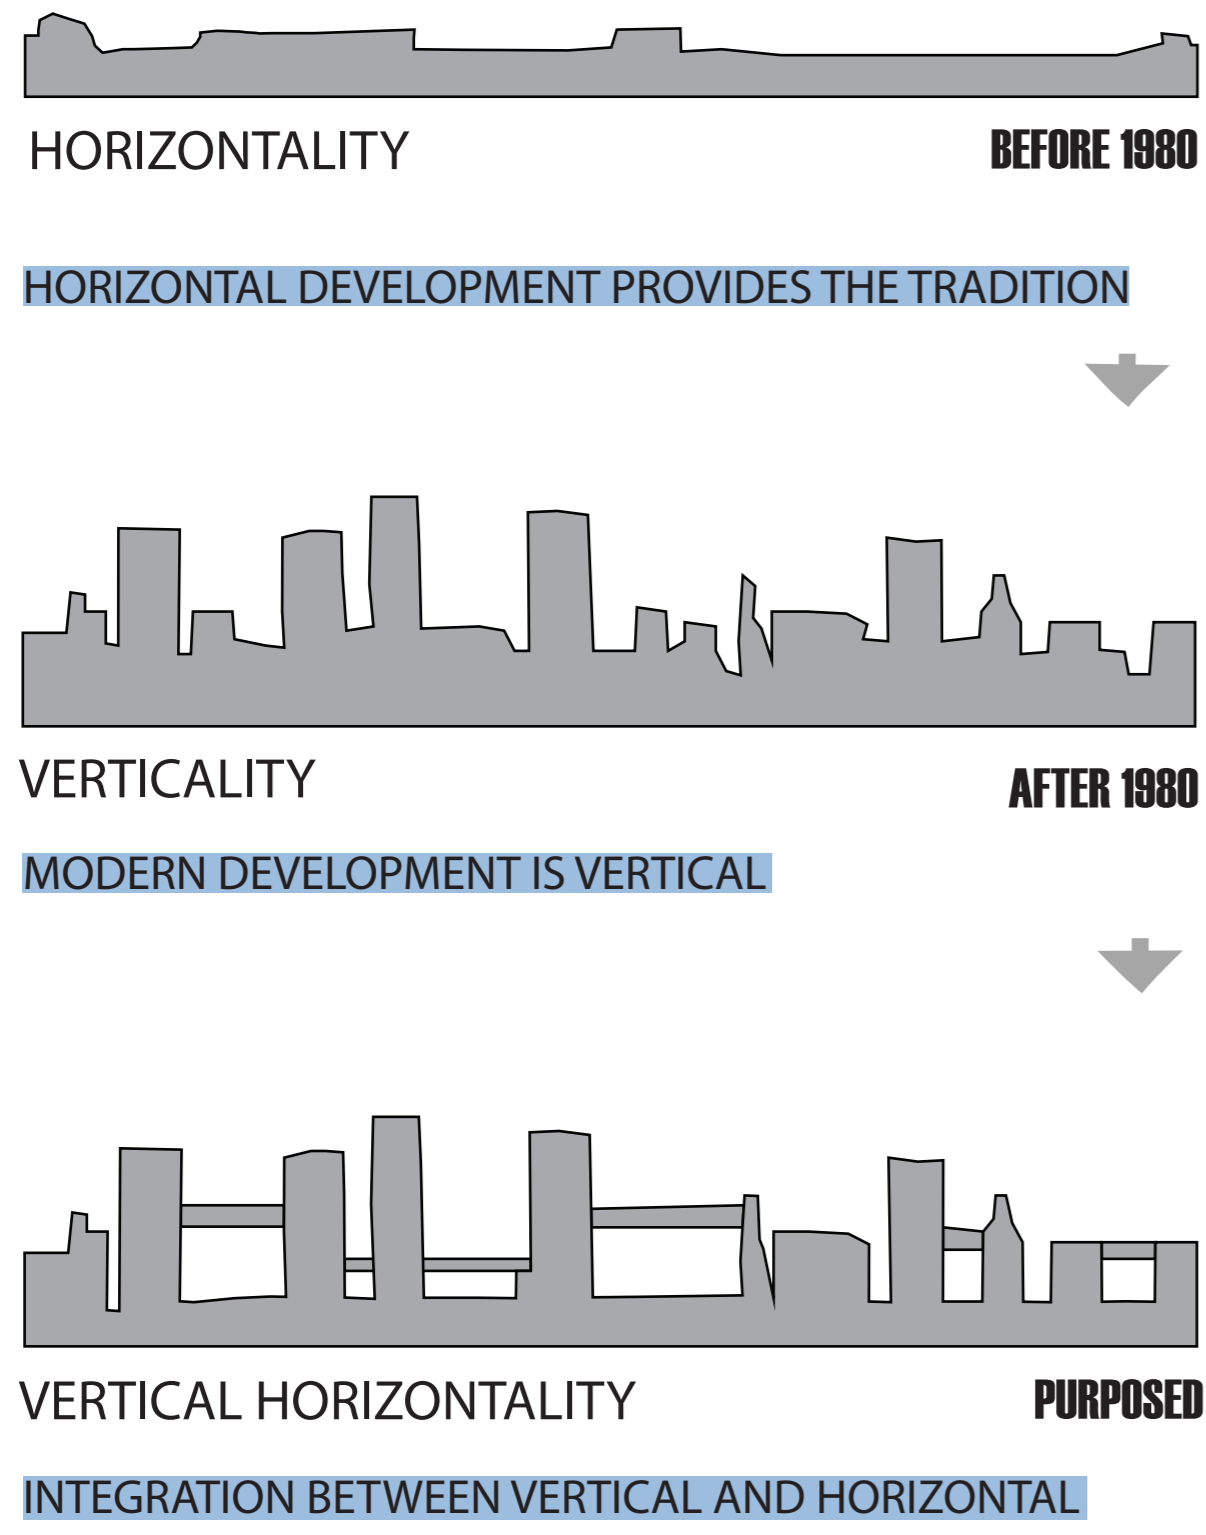 HORIZONTALITY
BEFORE 1980
HORIZONTAL DEVELOPMENT PROVIDES THE TRADITION
VERTICALITY
AFTER 1980
MODERN DEVELOPMENT IS VERTICAL
VERTICAL HORIZONTALITY
PURPOSED
INTEGRATION BETWEEN VERTICAL AND HORIZONTAL